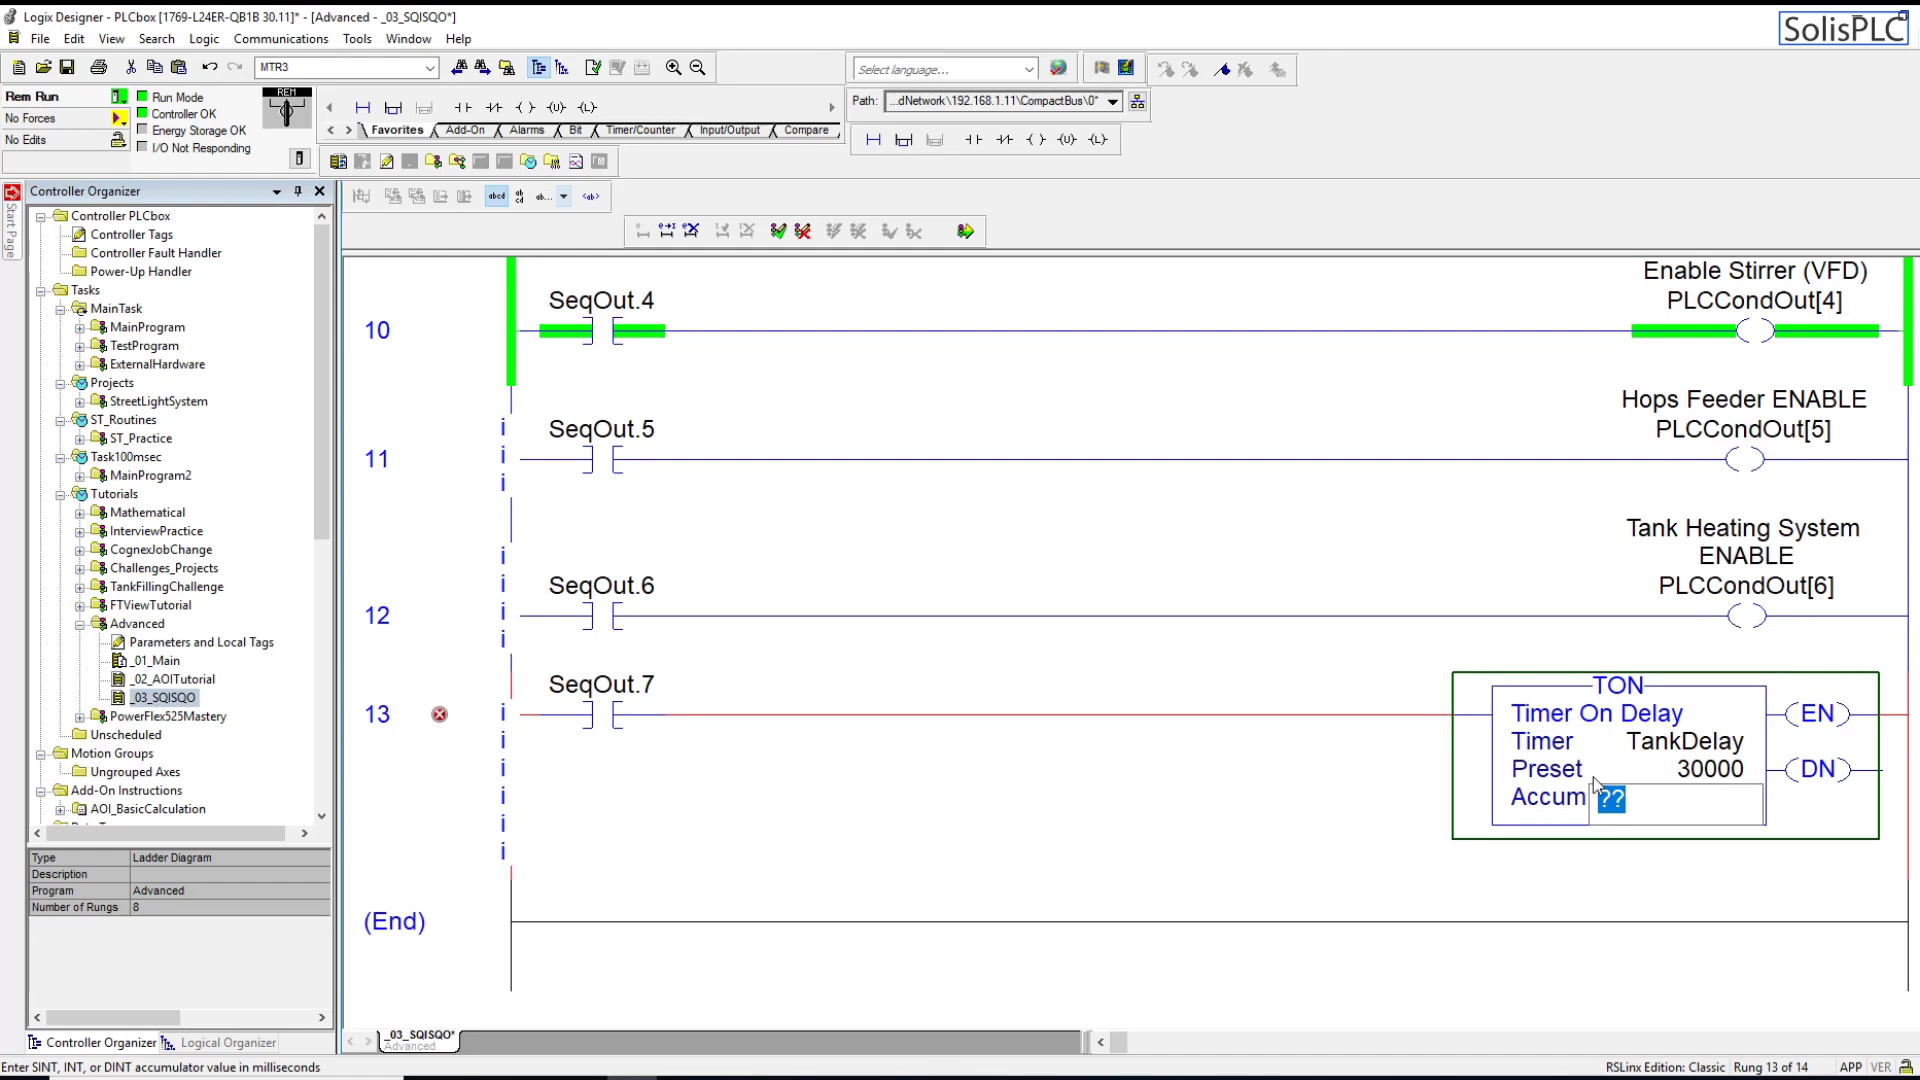 Logix Designer - PLCbox [1769-L24ER-QB1B 30.11]* - [Advanced - _03_SQISQO*]
SolisPLC
File Edit View Search Logic Communications Tools Window Help
MTR3
Select language...
Rem Run
No Forces
No Edits
Run Mode
Controller OK
Energy Storage OK
I/O Not Responding
REM
Path: ...dNetwork\192.168.1.11\CompactBus\0*
Favorites Add-On Alarms Bit Timer/Counter Input/Output Compare
Start Page
Controller Organizer
Controller PLCbox
Controller Tags
Controller Fault Handler
Power-Up Handler
Tasks
MainTask
MainProgram
TestProgram
ExternalHardware
Projects
StreetLightSystem
ST_Routines
ST_Practice
Task100msec
MainProgram2
Tutorials
Mathematical
InterviewPractice
CognexJobChange
Challenges_Projects
TankFillingChallenge
FTViewTutorial
Advanced
Parameters and Local Tags
_01_Main
_02_AOITutorial
_03_SQISQO
PowerFlex525Mastery
Unscheduled
Motion Groups
Ungrouped Axes
Add-On Instructions
AOI_BasicCalculation
Type Ladder Diagram
Description
Program Advanced
Number of Rungs 8
Controller Organizer Logical Organizer
Enable Stirrer (VFD)
SeqOut.4 PLCCondOut[4]
10
Hops Feeder ENABLE
SeqOut.5 PLCCondOut[5]
11
Tank Heating System
ENABLE
SeqOut.6 PLCCondOut[6]
12
SeqOut.7
13
TON
Timer On Delay
Timer TankDelay
Preset 30000
Accum ??
EN
DN
(End)
_03_SQISQO*
Advanced
Enter SINT, INT, or DINT accumulator value in milliseconds
RSLinx Edition: Classic Rung 13 of 14 APP VER